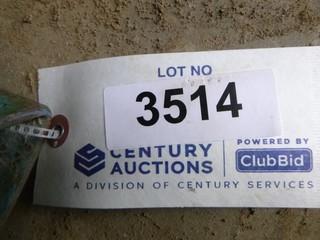 LOT NO
3514
CENTURY AUCTIONS
POWERED BY
ClubBid
A DIVISION OF CENTURY SERVICES